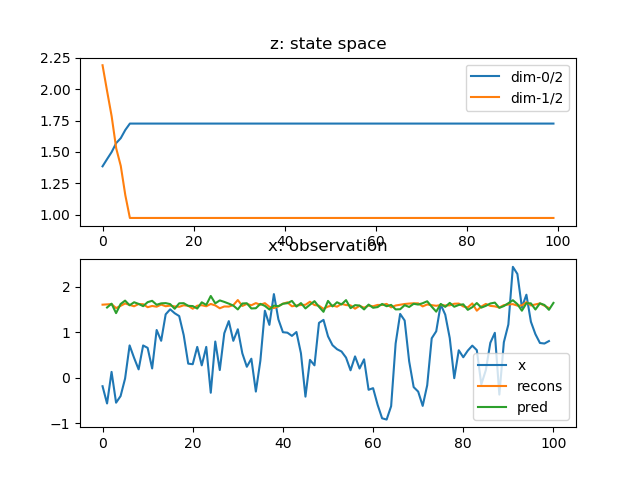 z: state space
2.25
2.00
1.75
1.50
1.25
1.00
dim-0/2
dim-1/2
0 20 40 60 80 100
x: observation
2
1
0
−1
x
recons
pred
0 20 40 60 80 100